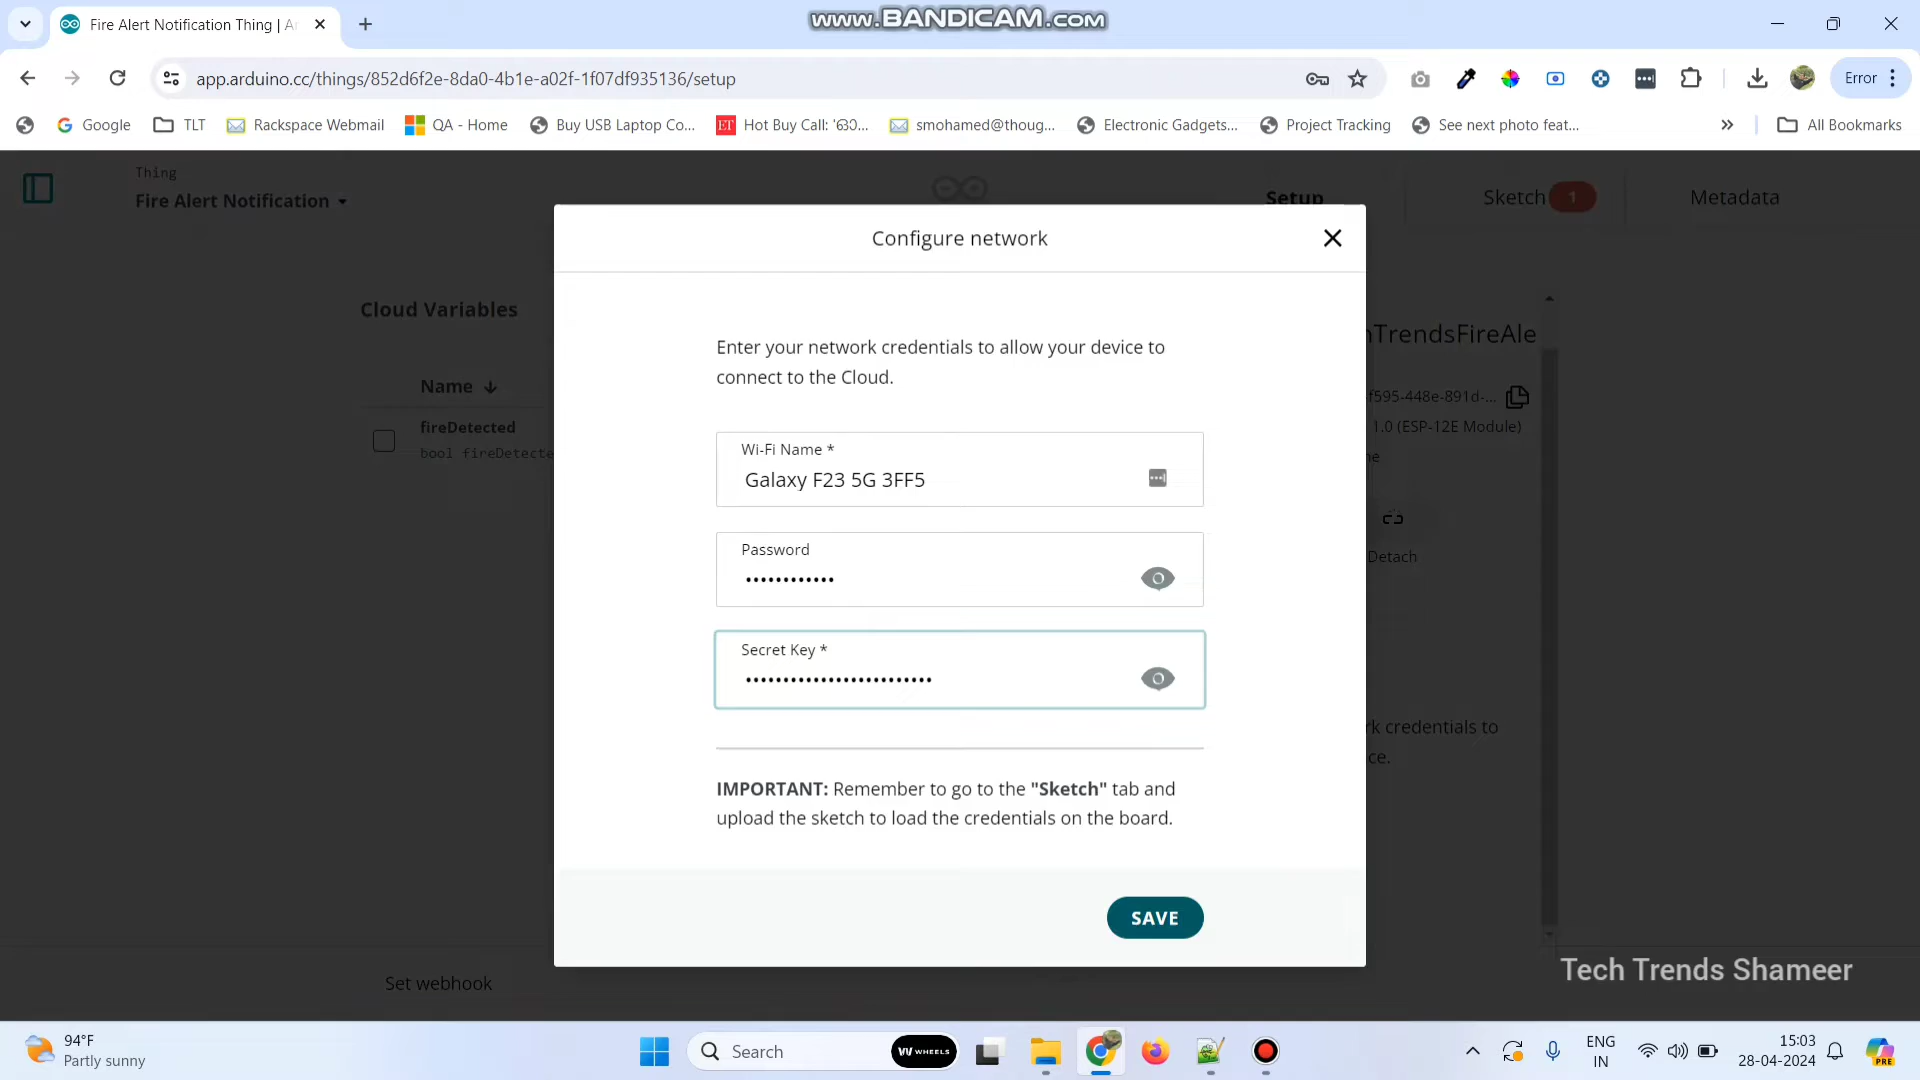 Fire Alert Notification Thing | Ar
www.BANDICAM.com
app.arduino.cc/things/852d6f2e-8da0-4b1e-a02f-1f07df935136/setup
Error
Google
TLT
Rackspace Webmail
QA - Home
Buy USB Laptop Co...
ET
Hot Buy Call:
smohamed@thoug...
Electronic Gadgets...
Project Tracking
See next photo feat...
All Bookmarks
Thing
Fire Alert Notification
Setup
Sketch 1
Metadata
Cloud Variables
Name
fireDetected
bool fireDetecte
Configure network
Enter your network credentials to allow your device to
connect to the Cloud.
Wi-Fi Name *
Galaxy F23 5G 3FF5
Password
••••••••••••
Secret Key *
•••••••••••••••••••••••••
IMPORTANT: Remember to go to the "Sketch" tab and
upload the sketch to load the credentials on the board.
SAVE
TrendsFireAle
f595-448e-891d-...
1.0 (ESP-12E Module)
ne
Detach
rk credentials to
ce.
Set webhook
Tech Trends Shameer
94°F
Partly sunny
Search
WHEELS
ENG
IN
15:03
28-04-2024
PRE